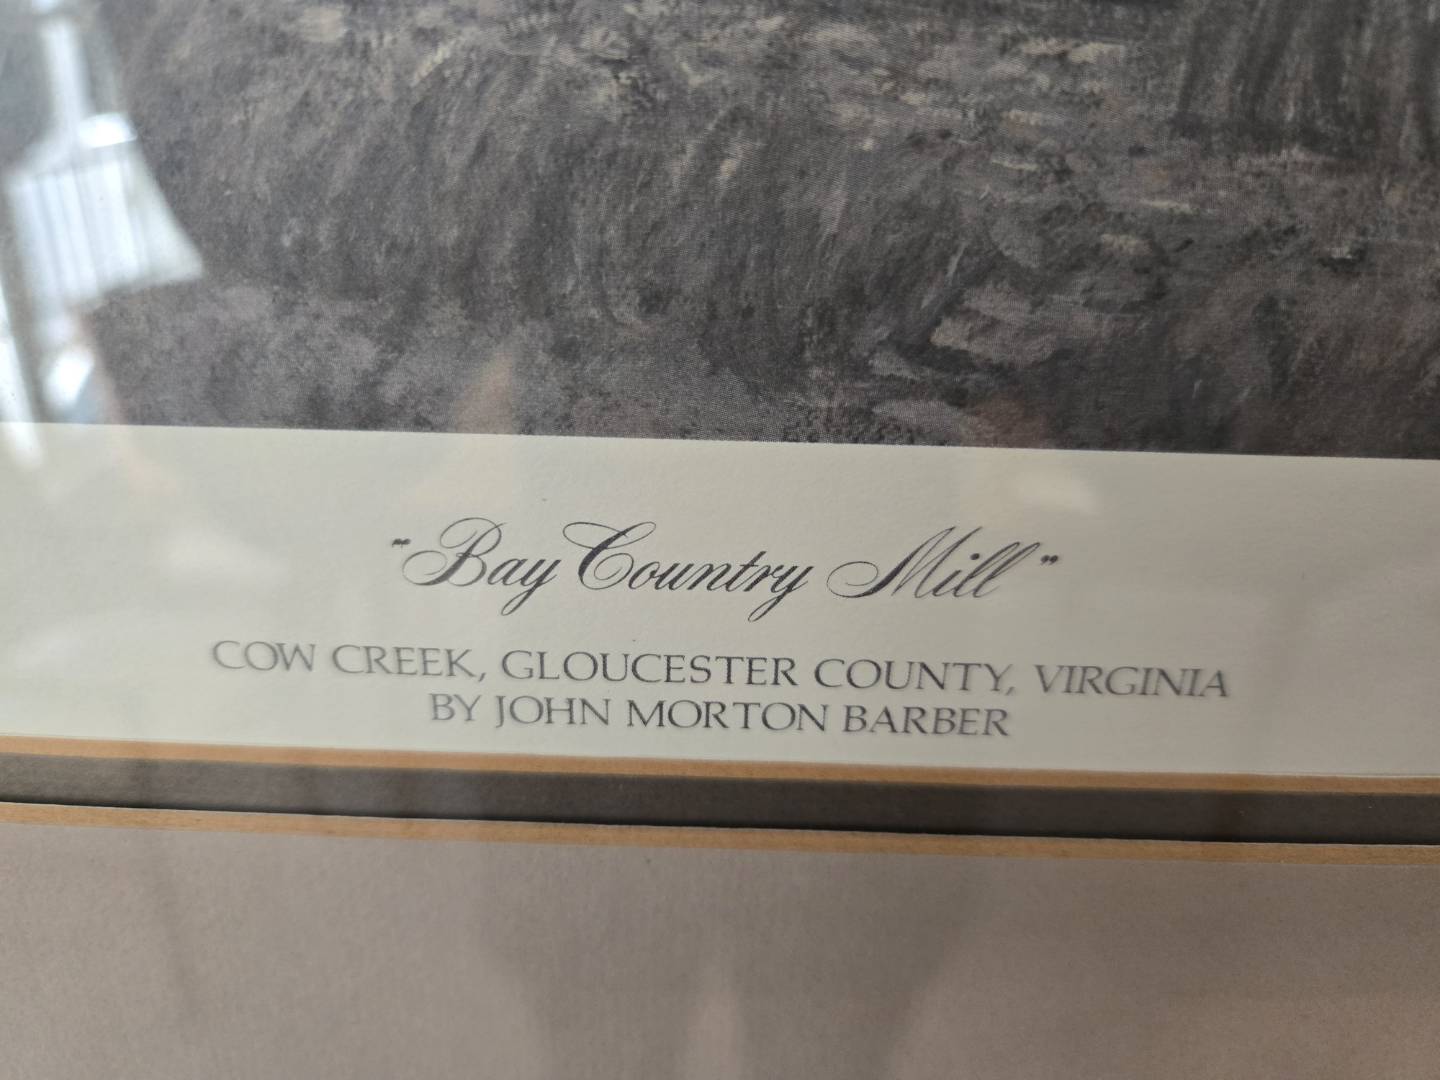 "Bay Country Mill"
COW CREEK, GLOUCESTER COUNTY, VIRGINIA
BY JOHN MORTON BARBER